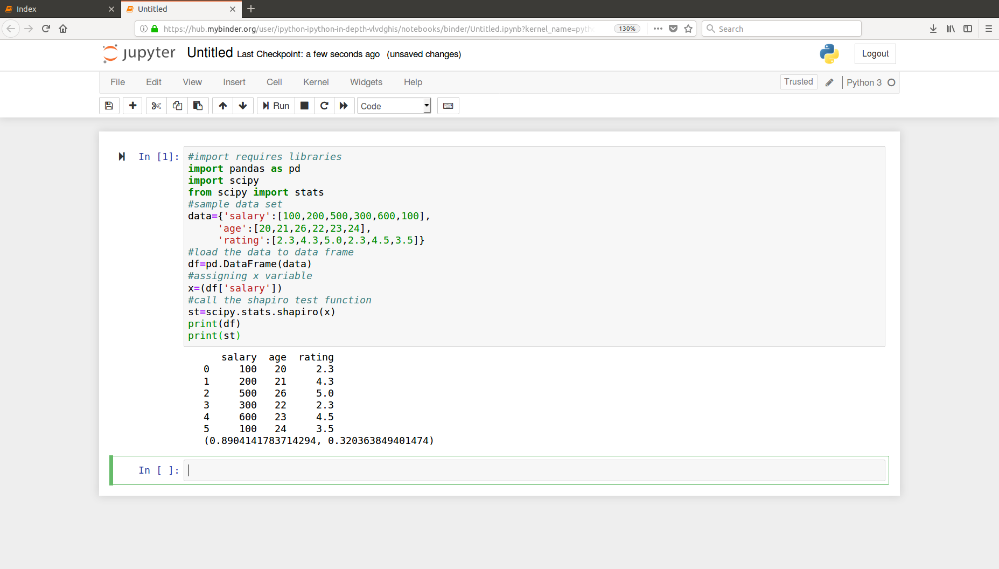 Index
Untitled
https://hub.mybinder.org/user/ipython-ipython-in-depth-vlvdghis/notebooks/binder/Untitled.ipynb?kernel_name=pyth
130%
Search
jupyter Untitled Last Checkpoint: a few seconds ago (unsaved changes)
Logout
File Edit View Insert Cell Kernel Widgets Help
Trusted
Python 3
Run
Code
In [1]:
#import requires libraries
import pandas as pd
import scipy
from scipy import stats
#sample data set
data={'salary':[100,200,500,300,600,100],
'age':[20,21,26,22,23,24],
'rating':[2.3,4.3,5.0,2.3,4.5,3.5]}
#load the data to data frame
df=pd.DataFrame(data)
#assigning x variable
x=(df['salary'])
#call the shapiro test function
st=scipy.stats.shapiro(x)
print(df)
print(st)
salary age rating
0 100 20 2.3
1 200 21 4.3
2 500 26 5.0
3 300 22 2.3
4 600 23 4.5
5 100 24 3.5
(0.8904141783714294, 0.320363849401474)
In [ ]: